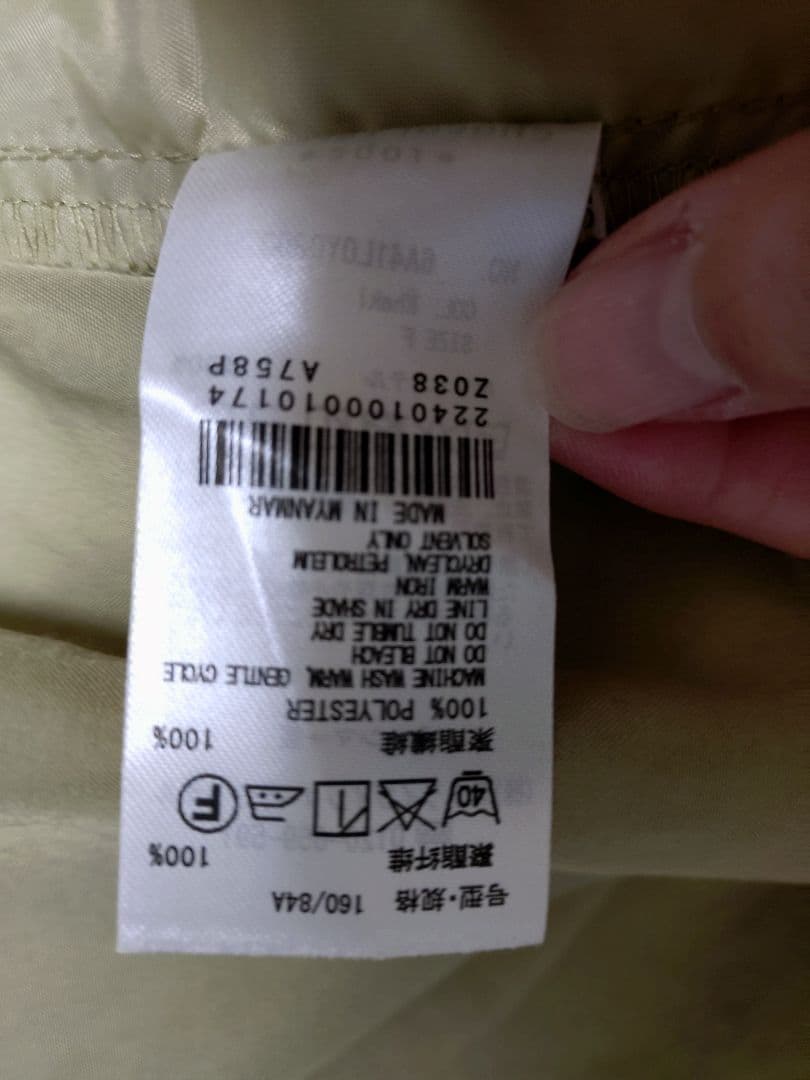 号型·规格 160/84A
聚酯纤维 100%
40 F
聚酯纖維 100%
100% POLYESTER
MACHINE WASH WARM, GENTLE CYCLE
DO NOT BLEACH
DO NOT TUMBLE DRY
LINE DRY IN SHADE
WARM IRON
DRYCLEAN, PETROLEUM
SOLVENT ONLY
MADE IN MYANMAR
2240100010174
Z038 A758P